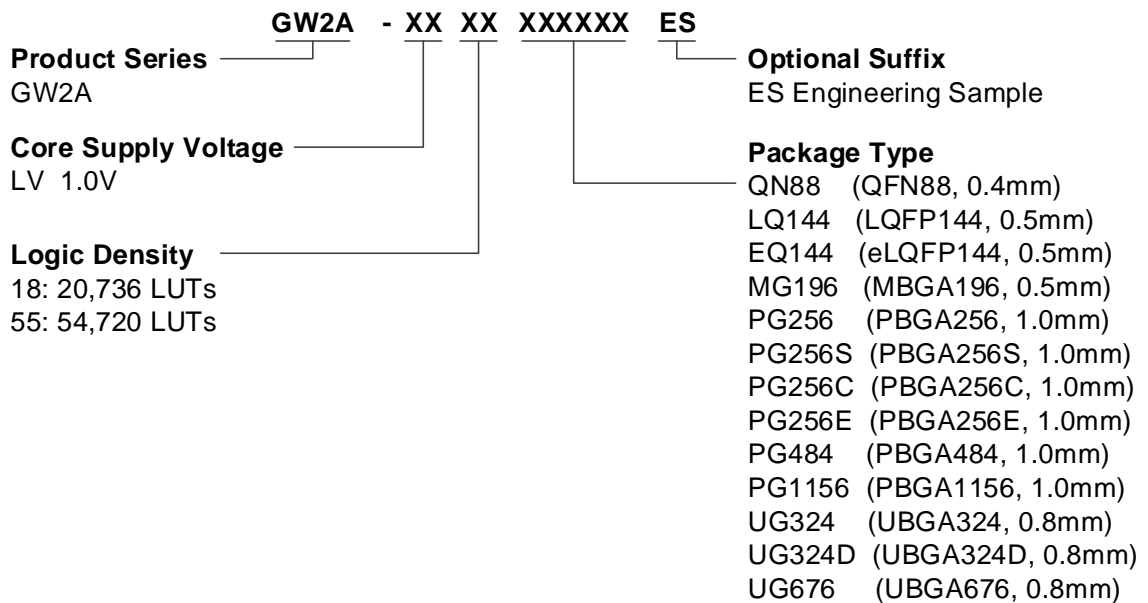 GW2A - XX XX XXXXXX ES
Product Series
GW2A
Core Supply Voltage
LV 1.0V
Logic Density
18: 20,736 LUTs
55: 54,720 LUTs
Optional Suffix
ES Engineering Sample
Package Type
QN88 (QFN88, 0.4mm)
LQ144 (LQFP144, 0.5mm)
EQ144 (eLQFP144, 0.5mm)
MG196 (MBGA196, 0.5mm)
PG256 (PBGA256, 1.0mm)
PG256S (PBGA256S, 1.0mm)
PG256C (PBGA256C, 1.0mm)
PG256E (PBGA256E, 1.0mm)
PG484 (PBGA484, 1.0mm)
PG1156 (PBGA1156, 1.0mm)
UG324 (UBGA324, 0.8mm)
UG324D (UBGA324D, 0.8mm)
UG676 (UBGA676, 0.8mm)